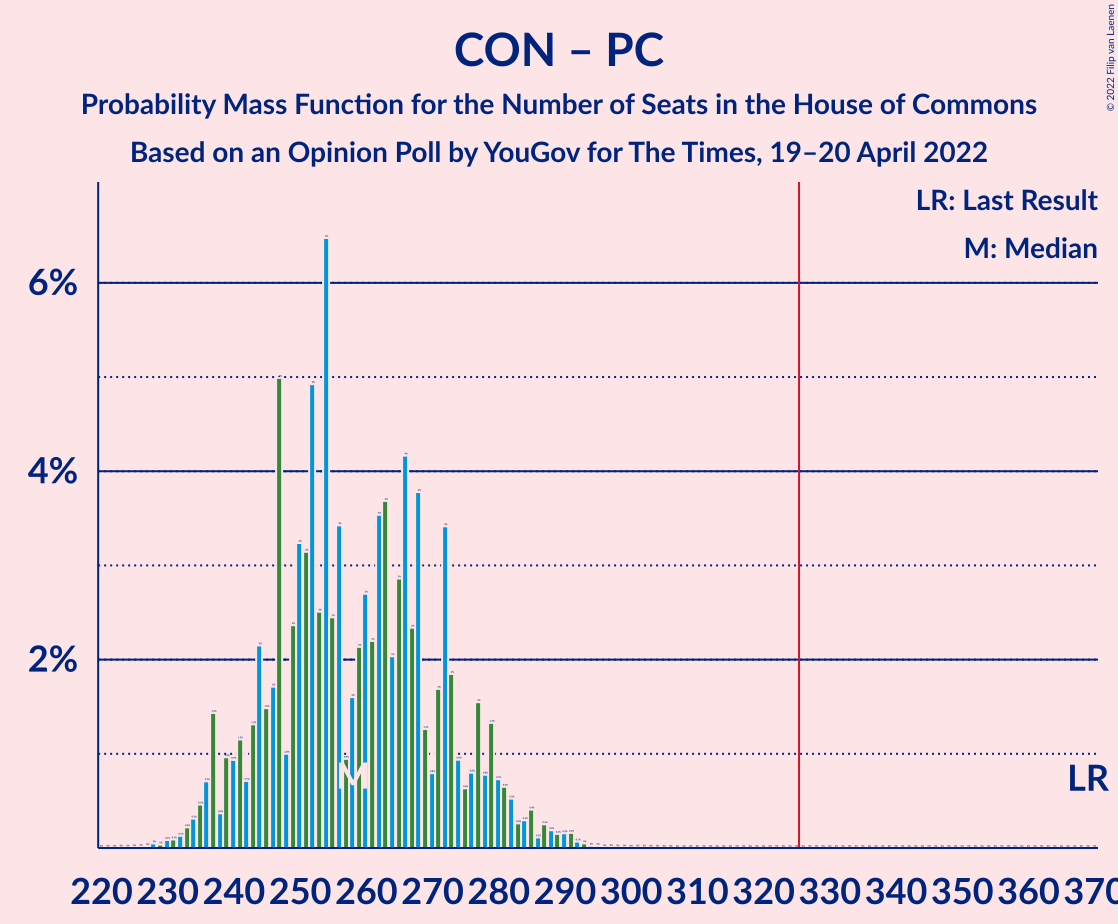 CON – PC
Probability Mass Function for the Number of Seats in the House of Commons
Based on an Opinion Poll by YouGov for The Times, 19–20 April 2022
© 2022 Filip van Laenen
LR: Last Result
M: Median
6%
4%
2%
M
LR
220 230 240 250 260 270 280 290 300 310 320 330 340 350 360 370